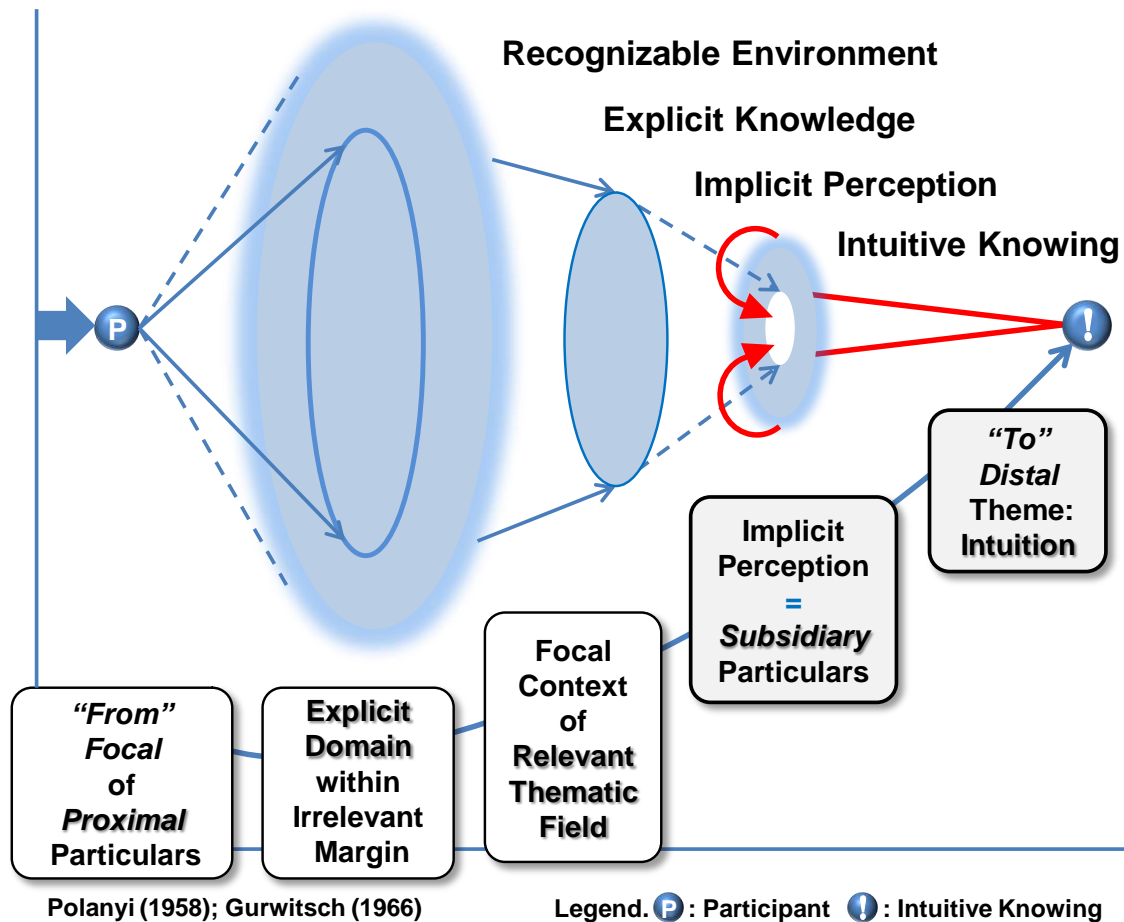 Recognizable Environment
Explicit Knowledge
Implicit Perception
Intuitive Knowing
P
!
“From”
Focal
of
Proximal
Particulars
Explicit
Domain
within
Irrelevant
Margin
Focal
Context
of
Relevant
Thematic
Field
Implicit
Perception
=
Subsidiary
Particulars
“To”
Distal
Theme:
Intuition
Polanyi (1958); Gurwitsch (1966)
Legend. P : Participant ! : Intuitive Knowing